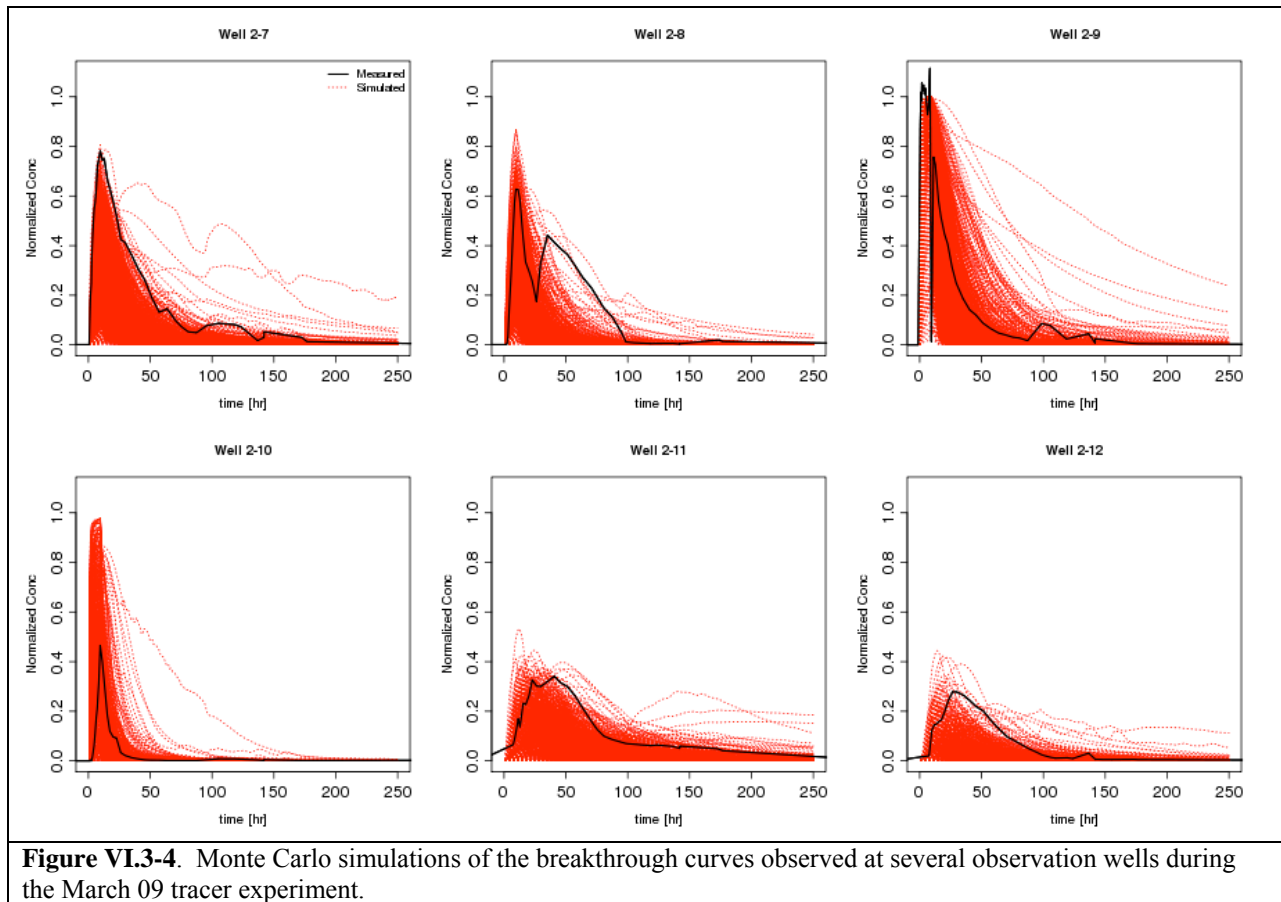 Well 2-7
Well 2-8
Well 2-9
Normalized Conc
0.0 0.2 0.4 0.6 0.8 1.0
Measured
Simulated
0 50 100 150 200 250
time [hr]
Normalized Conc
0.0 0.2 0.4 0.6 0.8 1.0
0 50 100 150 200 250
time [hr]
Normalized Conc
0.0 0.2 0.4 0.6 0.8 1.0
0 50 100 150 200 250
time [hr]
Well 2-10
Well 2-11
Well 2-12
Normalized Conc
0.0 0.2 0.4 0.6 0.8 1.0
0 50 100 150 200 250
time [hr]
Normalized Conc
0.0 0.2 0.4 0.6 0.8 1.0
0 50 100 150 200 250
time [hr]
Normalized Conc
0.0 0.2 0.4 0.6 0.8 1.0
0 50 100 150 200 250
time [hr]
Figure VI.3-4. Monte Carlo simulations of the breakthrough curves observed at several observation wells during
the March 09 tracer experiment.